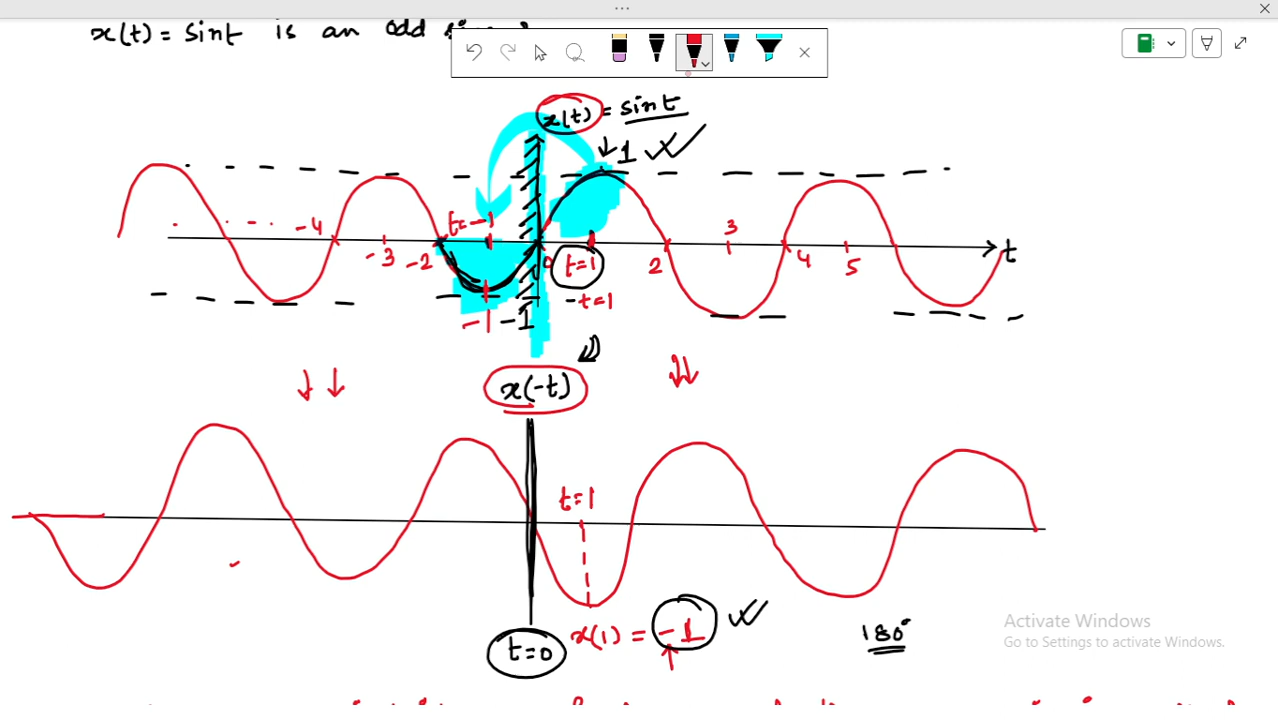 x(t) = sint is an odd
x(t) = sint
1
t=-1
3
-4
-3
-2
0
t=1
2
4
5
t
-t=1
-1
-1
x(-t)
t=1
x(1) = -1
180°
t=0
Activate Windows
Go to Settings to activate Windows.